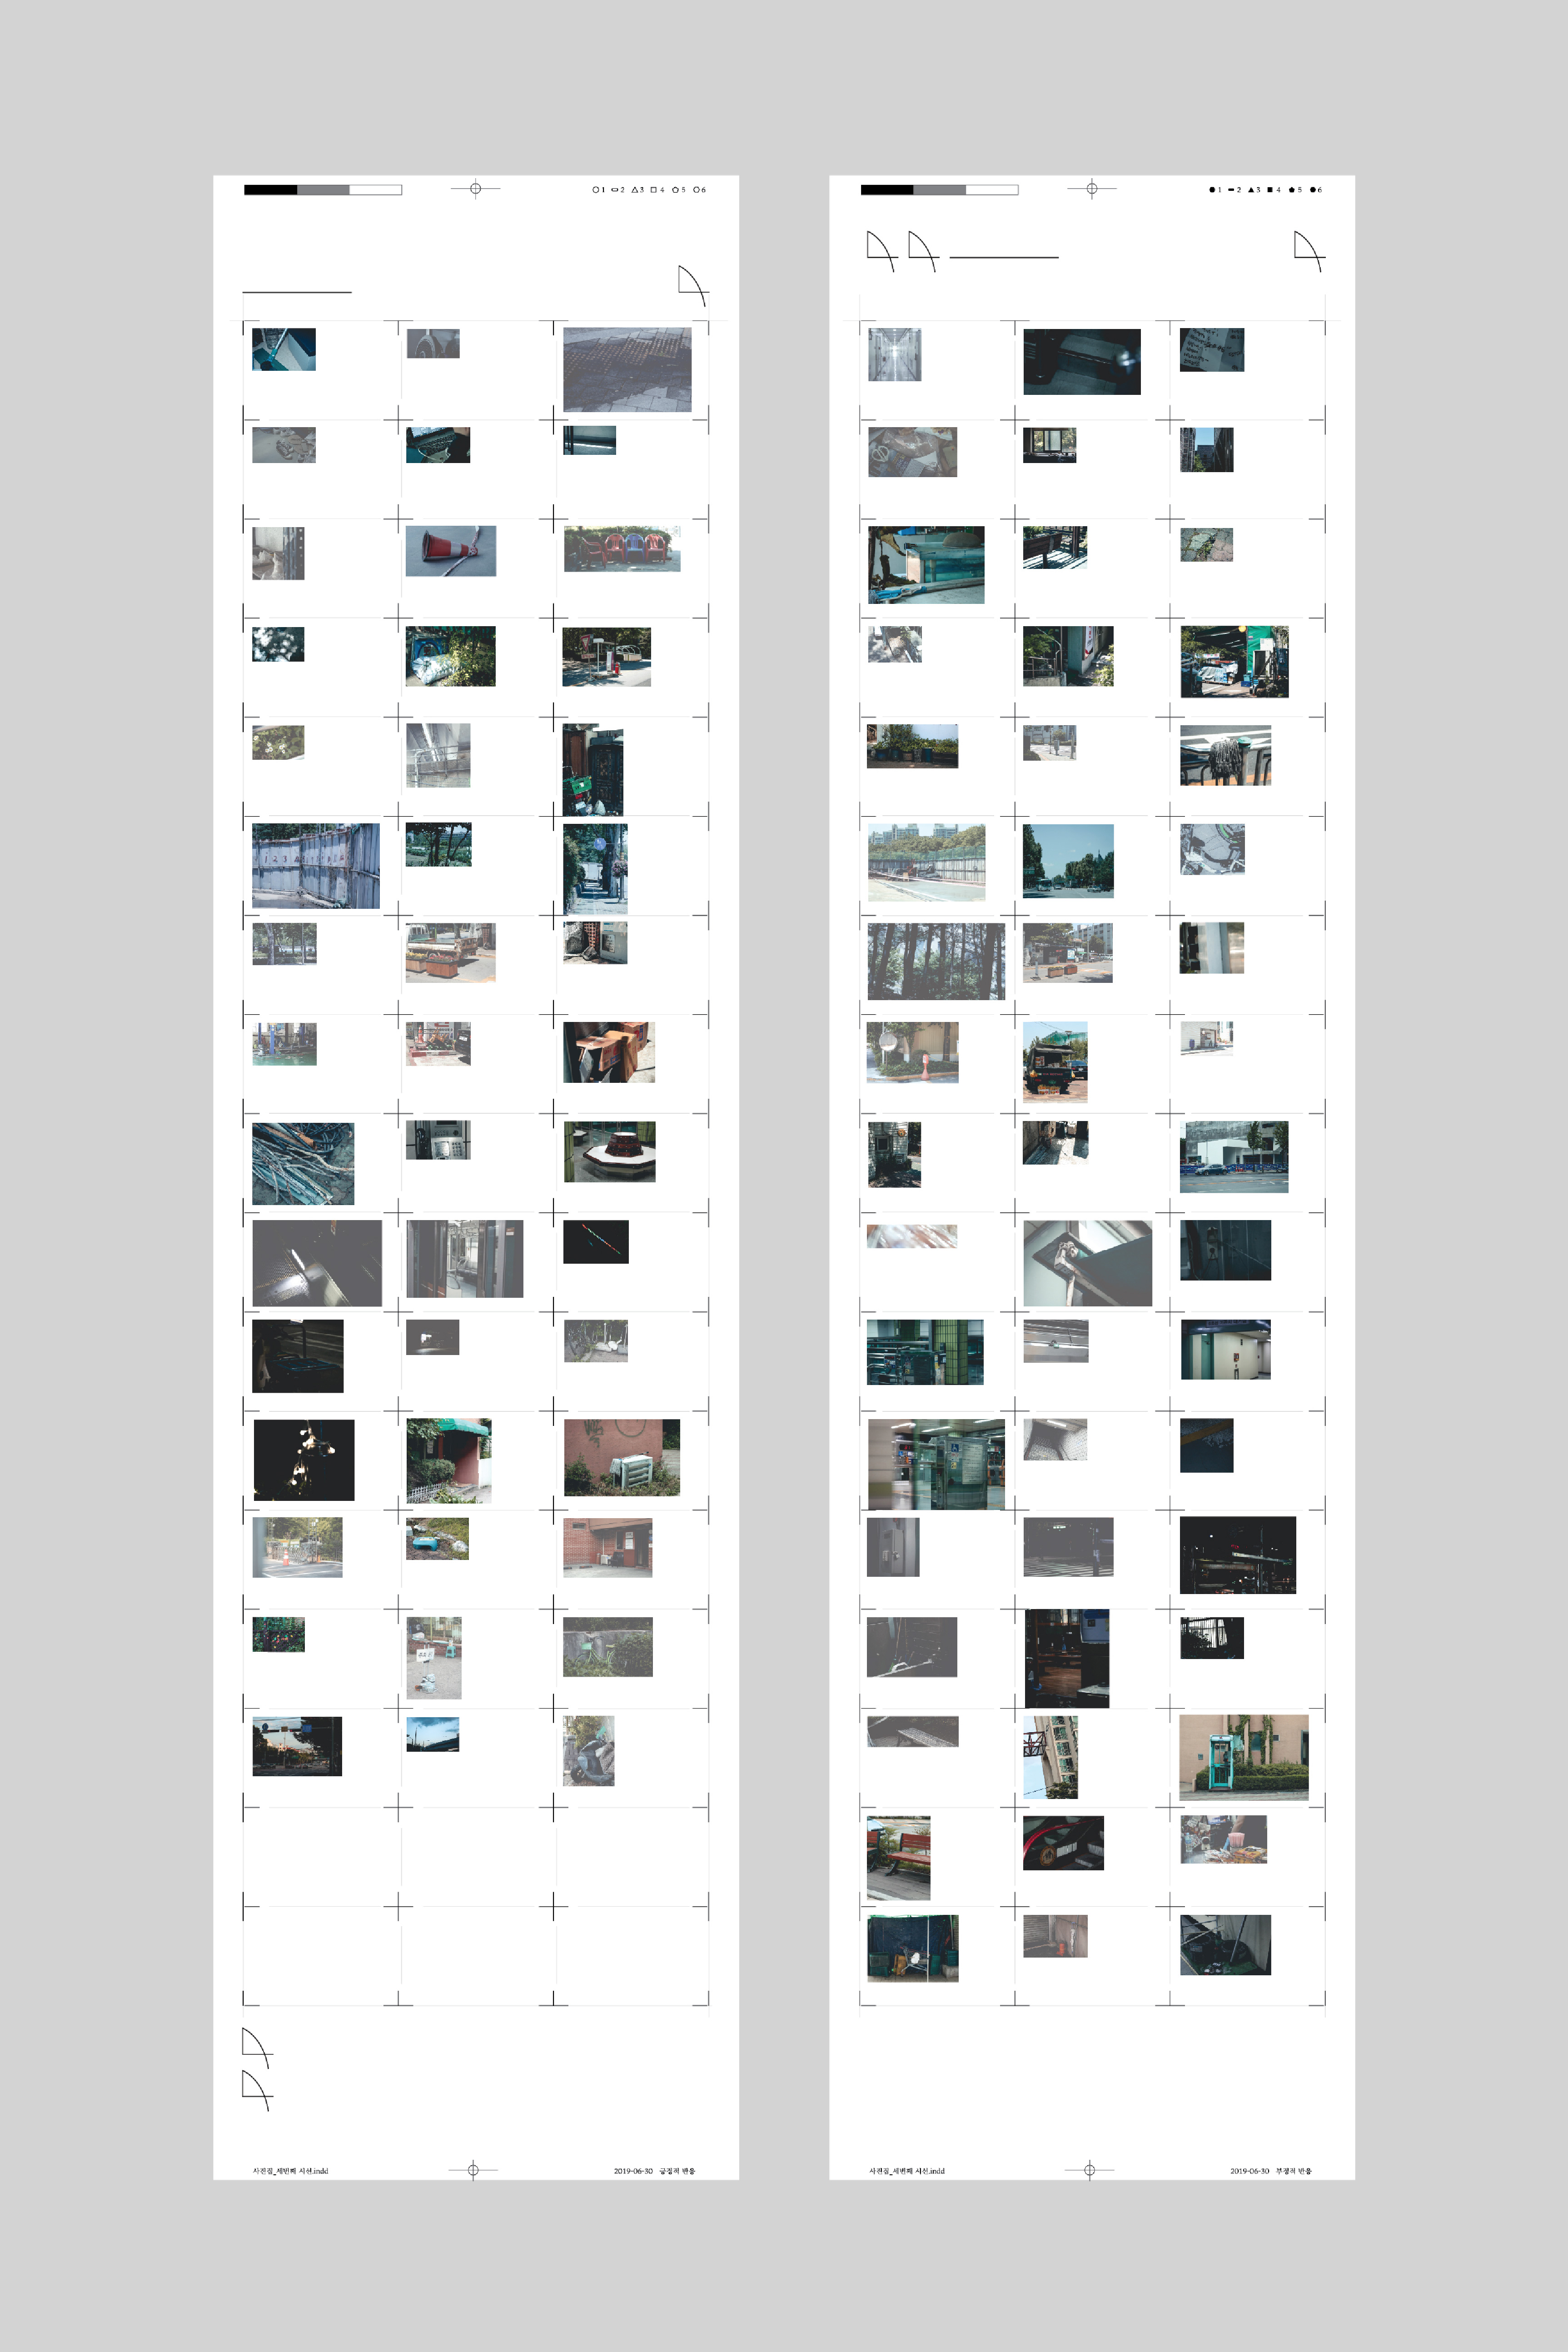 ○1 ⬭2 △3 □4 ⬠5 ⬡6
사진집_세번째 시선.indd
2019-06-30 긍정적 반응
●1 ▬2 ▲3 ■4 ⬟5 ⬢6
사진집_세번째 시선.indd
2019-06-30 부정적 반응